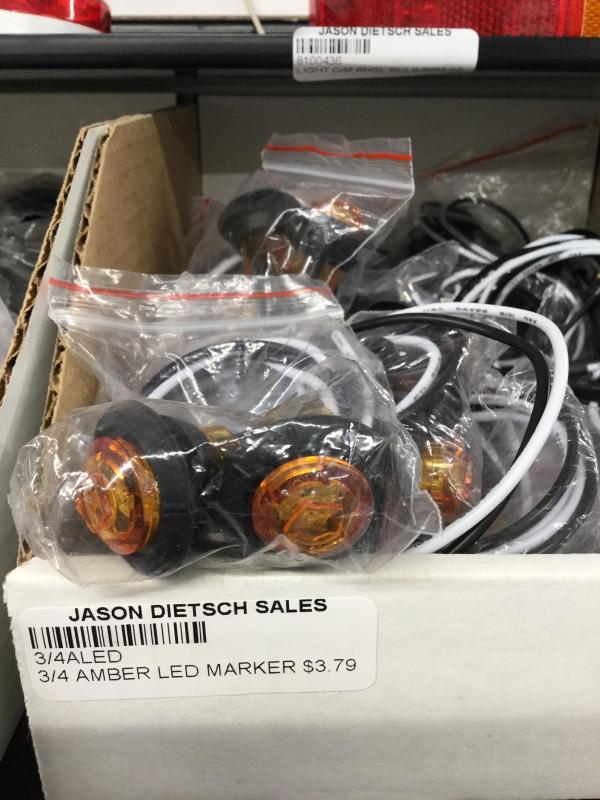 JASON DIETSCH SALES
8100436
JASON DIETSCH SALES
3/4ALED
3/4 AMBER LED MARKER $3.79